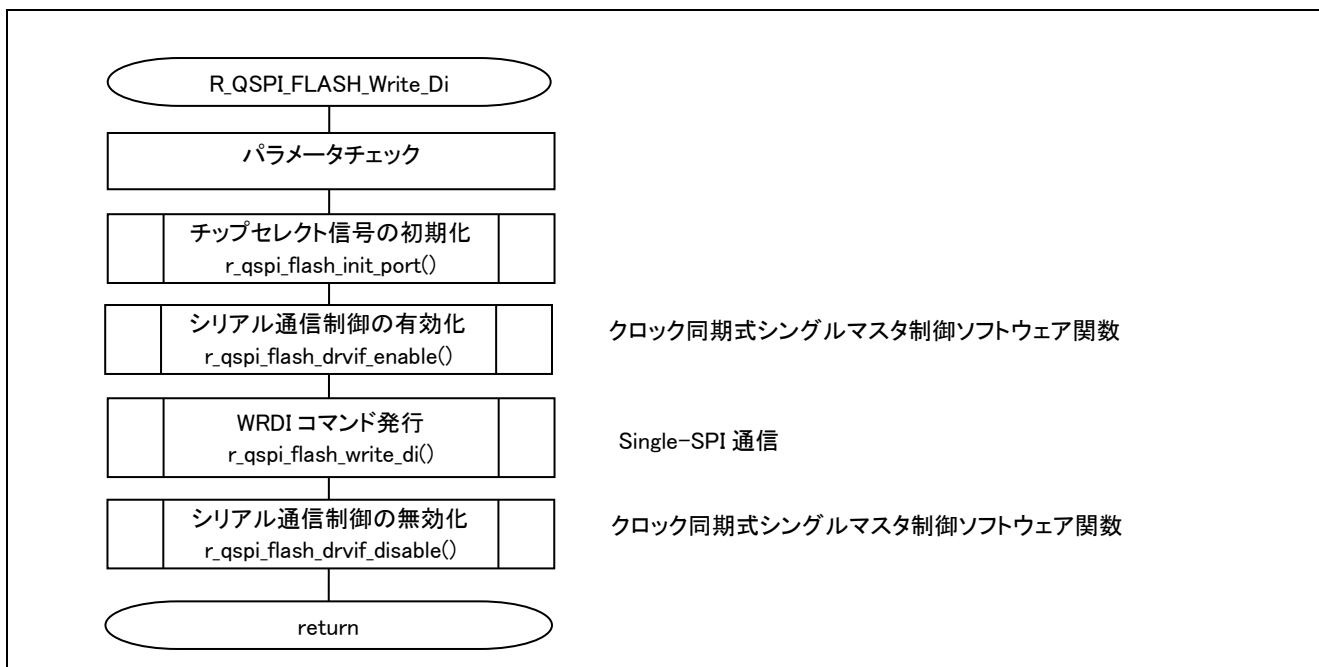 R_QSPI_FLASH_Write_Di
パラメータチェック
チップセレクト信号の初期化
r_qspi_flash_init_port()
シリアル通信制御の有効化
r_qspi_flash_drvif_enable()
クロック同期式シングルマスタ制御ソフトウェア関数
WRDI コマンド発行
r_qspi_flash_write_di()
Single-SPI 通信
シリアル通信制御の無効化
r_qspi_flash_drvif_disable()
クロック同期式シングルマスタ制御ソフトウェア関数
return